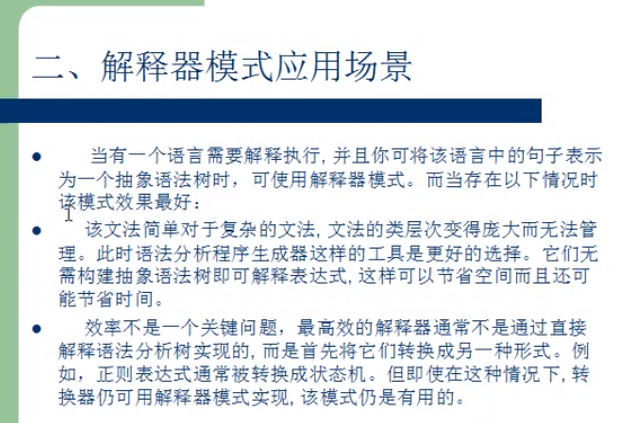 二、解释器模式应用场景
● 当有一个语言需要解释执行, 并且你可将该语言中的句子表示
为一个抽象语法树时，可使用解释器模式。而当存在以下情况时
该模式效果最好：
● 该文法简单对于复杂的文法, 文法的类层次变得庞大而无法管
理。此时语法分析程序生成器这样的工具是更好的选择。它们无
需构建抽象语法树即可解释表达式, 这样可以节省空间而且还可
能节省时间。
● 效率不是一个关键问题，最高效的解释器通常不是通过直接
解释语法分析树实现的, 而是首先将它们转换成另一种形式。例
如，正则表达式通常被转换成状态机。但即使在这种情况下, 转
换器仍可用解释器模式实现, 该模式仍是有用的。